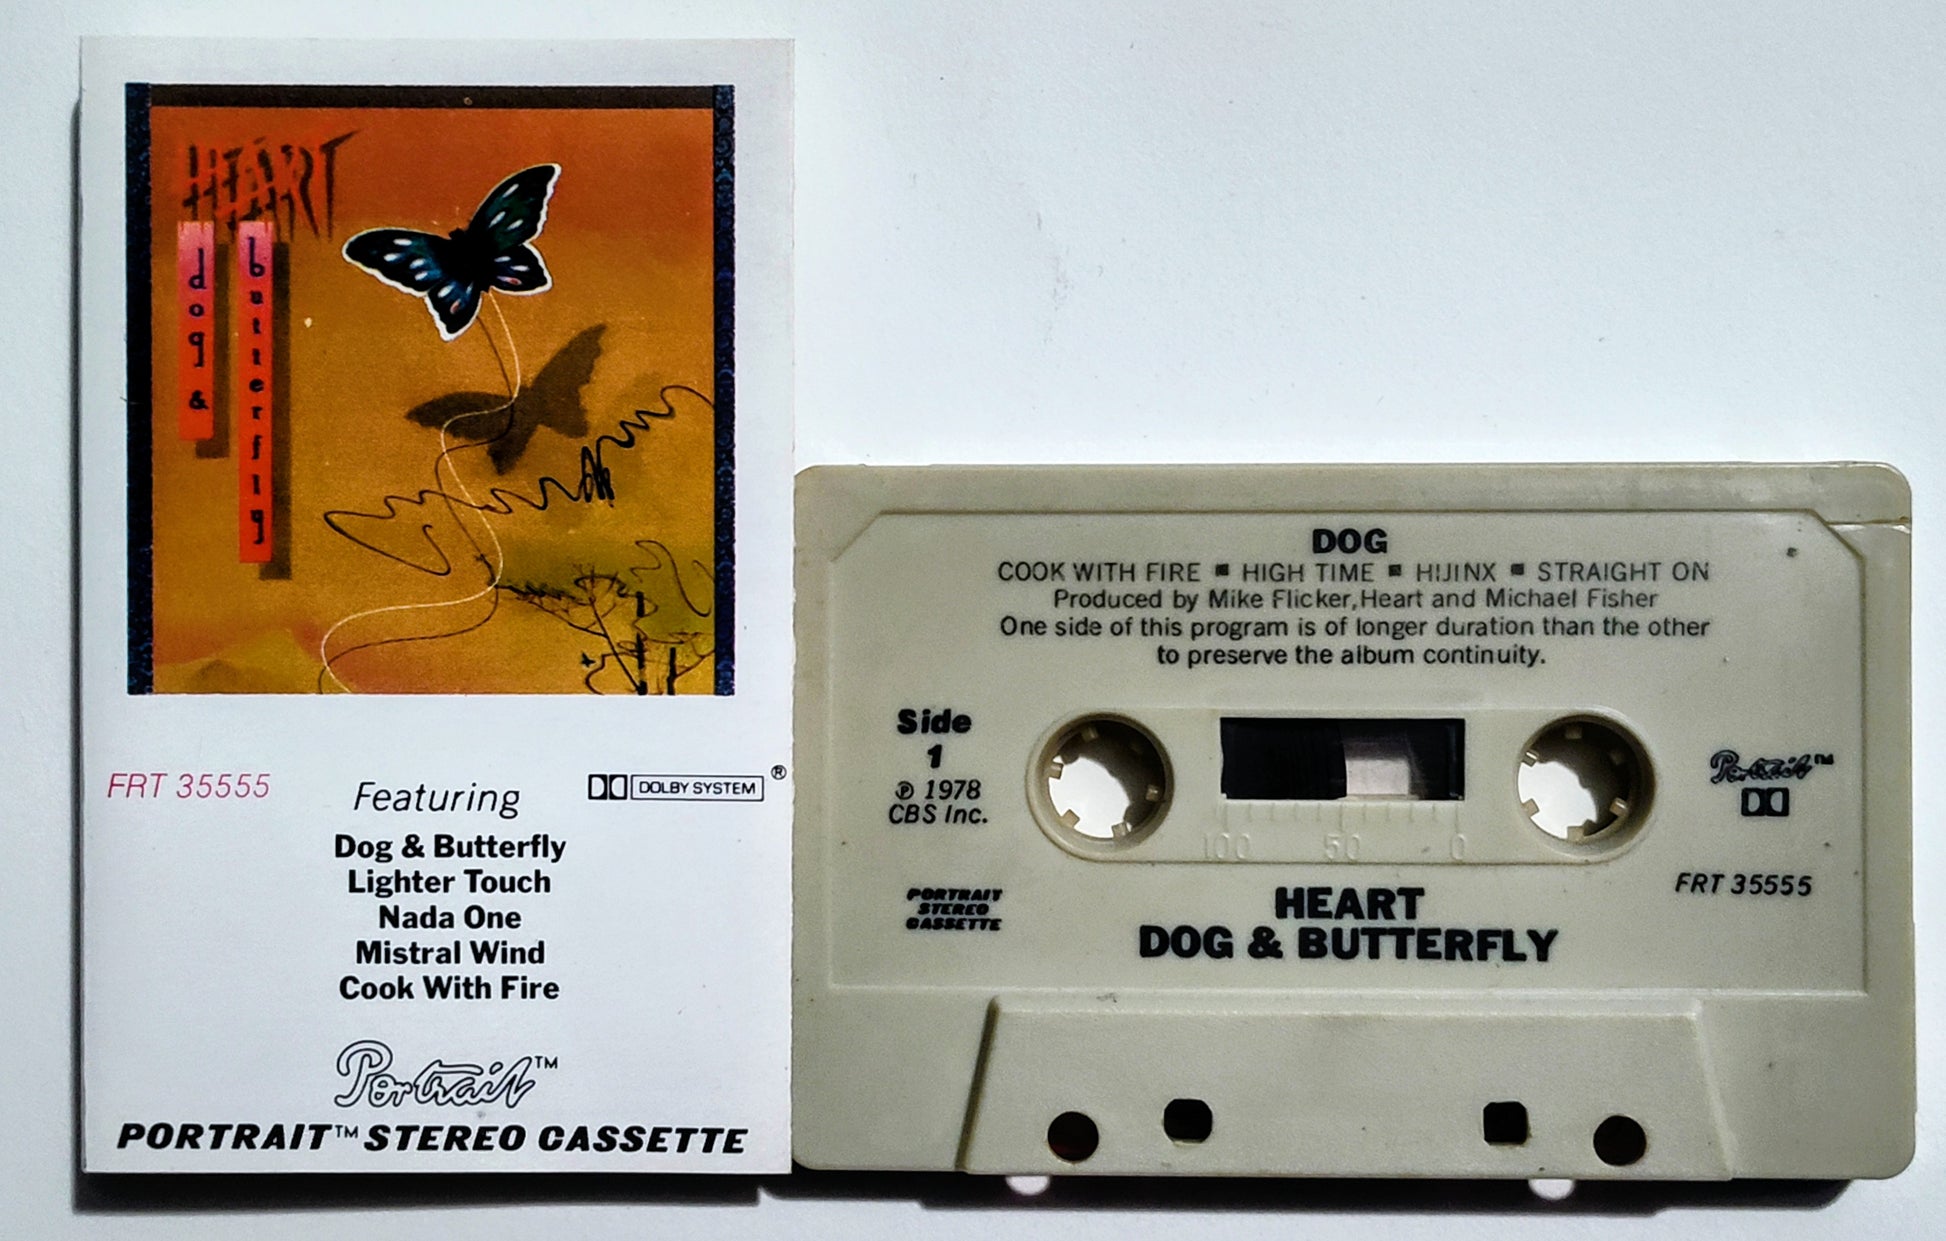 HEART
dog &
butterfly
FRT 35555
Featuring
DOLBY SYSTEM ®
Dog & Butterfly
Lighter Touch
Nada One
Mistral Wind
Cook With Fire
Portrait™
PORTRAIT™ STEREO CASSETTE
DOG
COOK WITH FIRE ▪ HIGH TIME ▪ HIJINX ▪ STRAIGHT ON
Produced by Mike Flicker, Heart and Michael Fisher
One side of this program is of longer duration than the other
to preserve the album continuity.
Side
1
℗ 1978
CBS Inc.
100 50 0
Portrait™
PORTRAIT
STEREO
CASSETTE
FRT 35555
HEART
DOG & BUTTERFLY